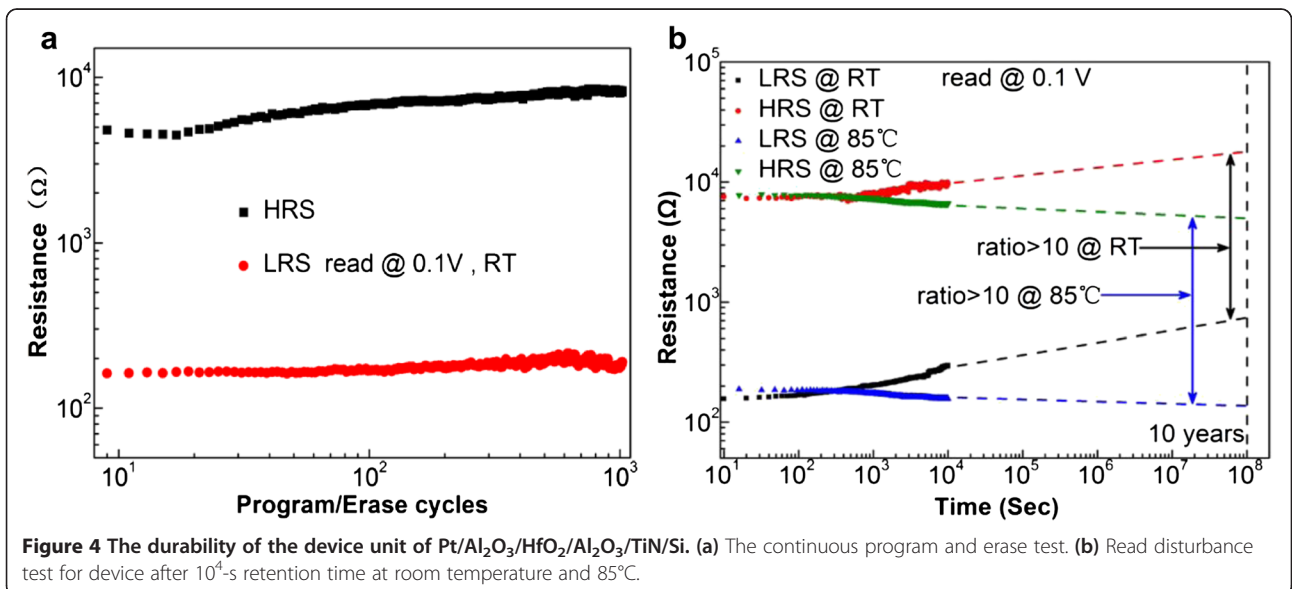 a
10⁴
10³
10²
10¹
10²
10³
Resistance (Ω)
HRS
LRS read @ 0.1V , RT
Program/Erase cycles
b
10⁵
10⁴
10³
10²
LRS @ RT read @ 0.1 V
HRS @ RT
LRS @ 85℃
HRS @ 85℃
ratio>10 @ RT
ratio>10 @ 85℃
10 years
10¹ 10² 10³ 10⁴ 10⁵ 10⁶ 10⁷ 10⁸
Resistance (Ω)
Time (Sec)
Figure 4 The durability of the device unit of Pt/Al₂O₃/HfO₂/Al₂O₃/TiN/Si. (a) The continuous program and erase test. (b) Read disturbance
test for device after 10⁴-s retention time at room temperature and 85°C.